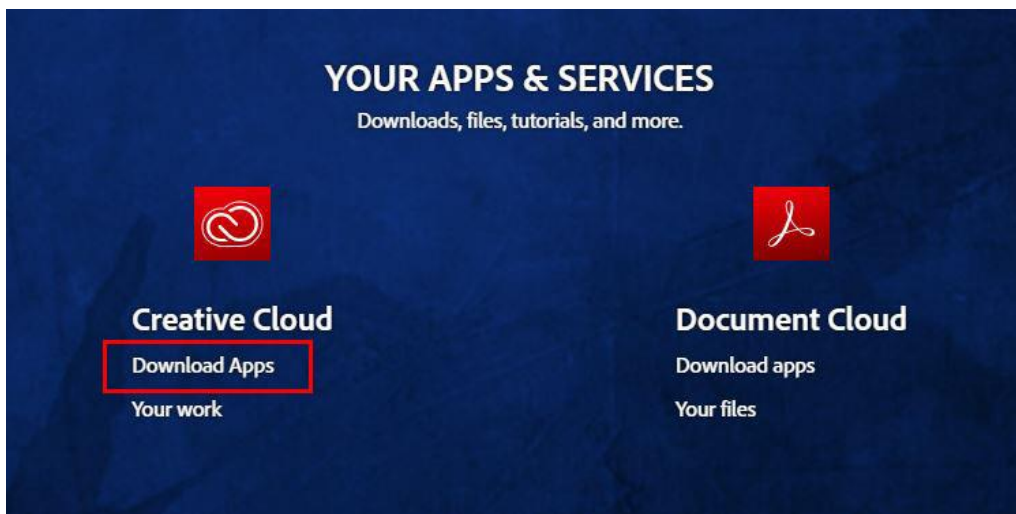 YOUR APPS & SERVICES
Downloads, files, tutorials, and more.
Creative Cloud
Download Apps
Your work
Document Cloud
Download apps
Your files